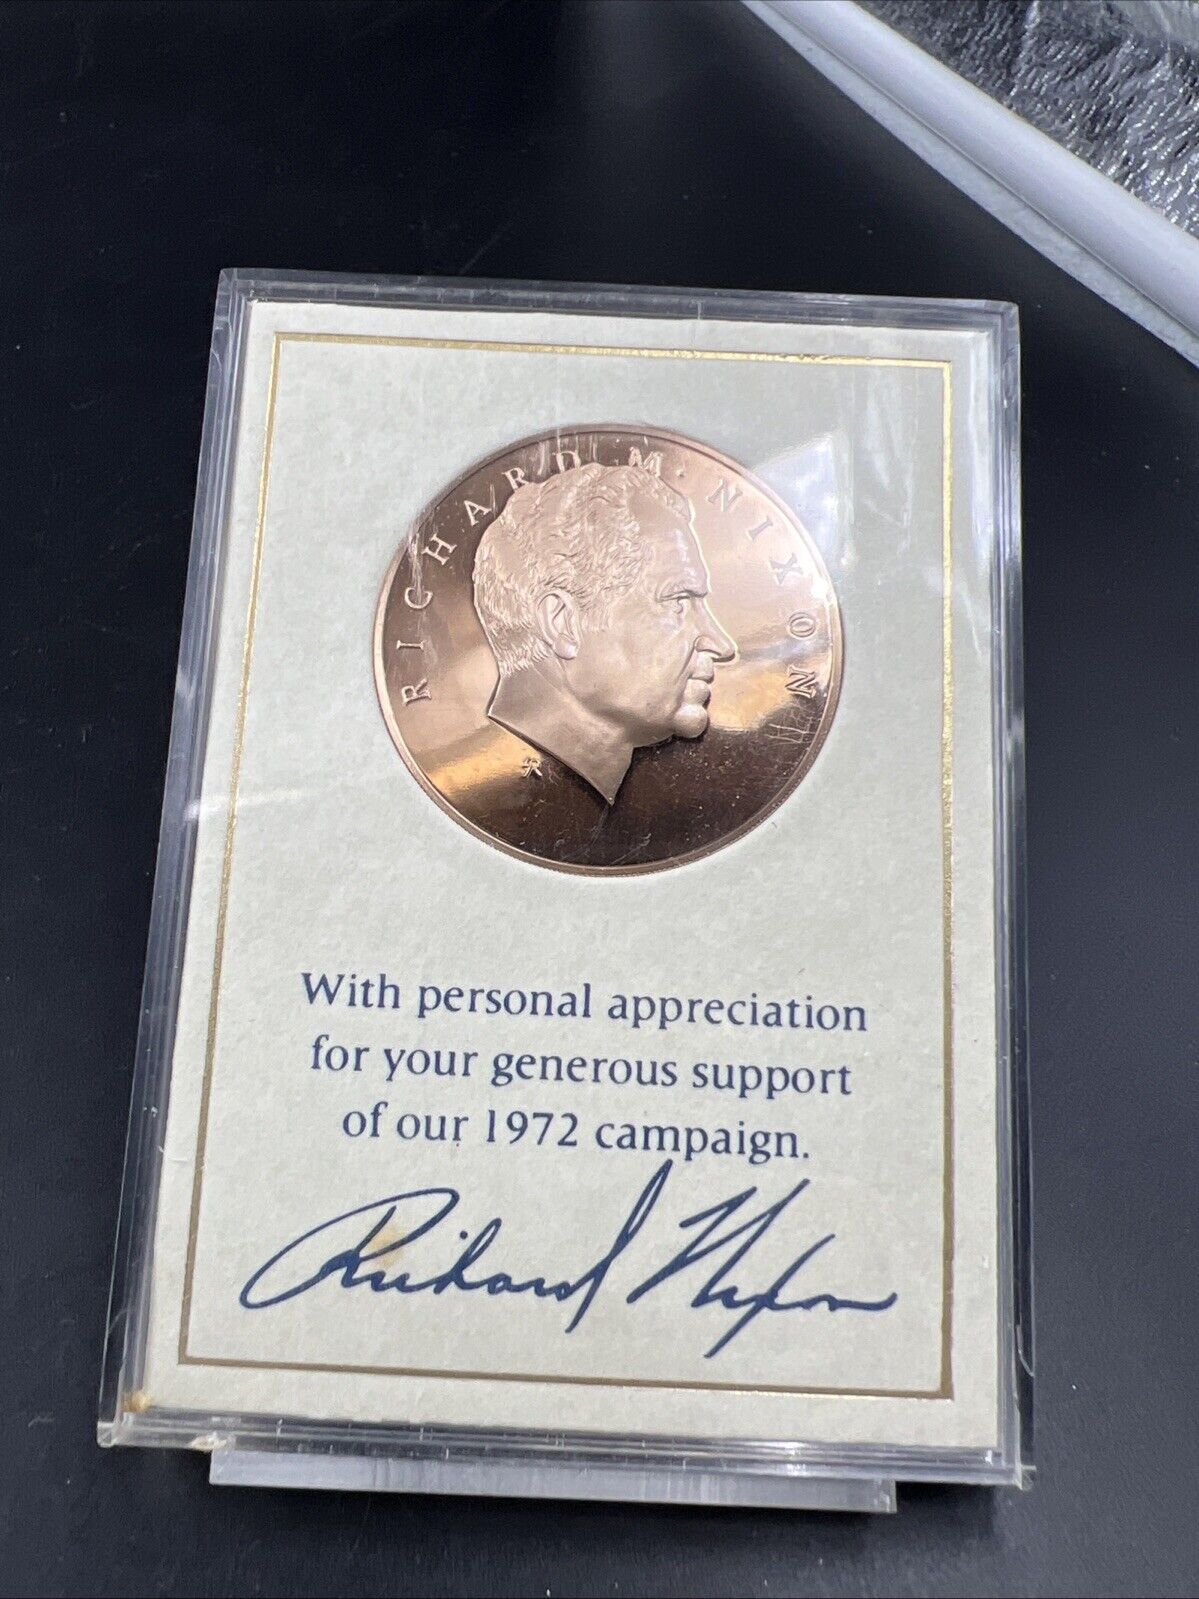 RICHARD M. NIXON
With personal appreciation
for your generous support
of our 1972 campaign.
Richard Nixon